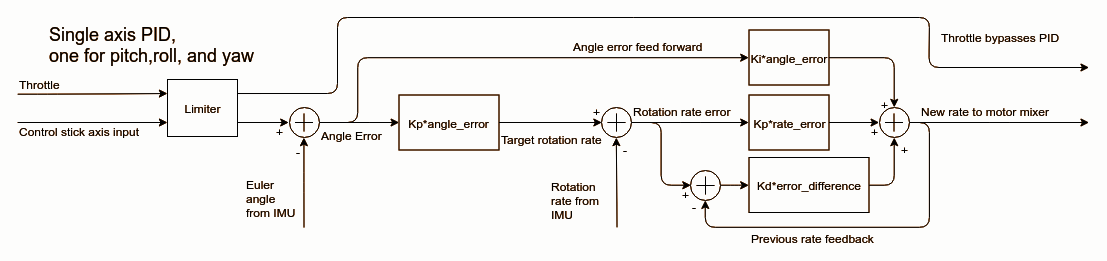 Single axis PID,
one for pitch,roll, and yaw
Throttle
Control stick axis input
Limiter
+
-
Angle Error
Euler
angle
from IMU
Kp*angle_error
Target rotation rate
Angle error feed forward
+
-
Rotation rate error
Rotation
rate from
IMU
Ki*angle_error
Kp*rate_error
+
-
Kd*error_difference
Previous rate feedback
+
+
+
Throttle bypasses PID
New rate to motor mixer